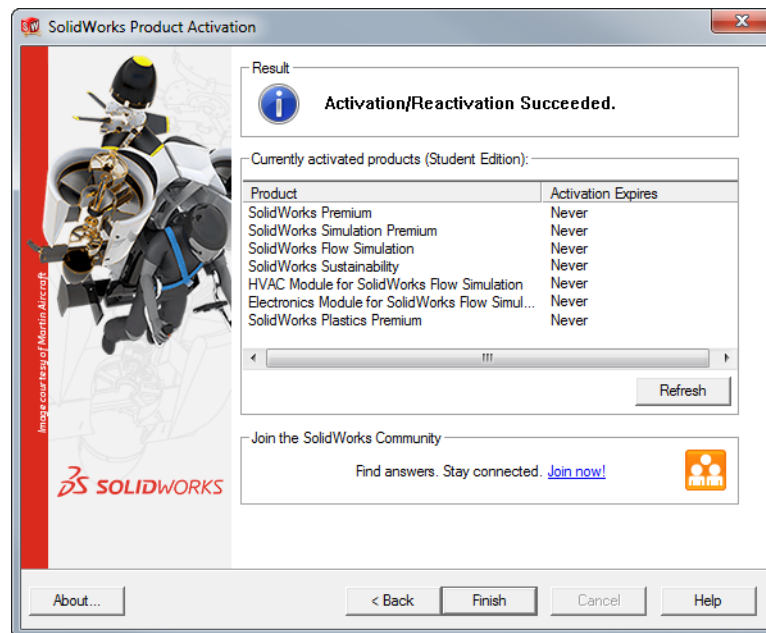 SolidWorks Product Activation
Result
Activation/Reactivation Succeeded.
Currently activated products (Student Edition):
Product Activation Expires
SolidWorks Premium Never
SolidWorks Simulation Premium Never
SolidWorks Flow Simulation Never
SolidWorks Sustainability Never
HVAC Module for SolidWorks Flow Simulation Never
Electronics Module for SolidWorks Flow Simul... Never
SolidWorks Plastics Premium Never
Refresh
Join the SolidWorks Community
Find answers. Stay connected. Join now!
Image courtesy of Martin Aircraft
SOLIDWORKS
About... < Back Finish Cancel Help